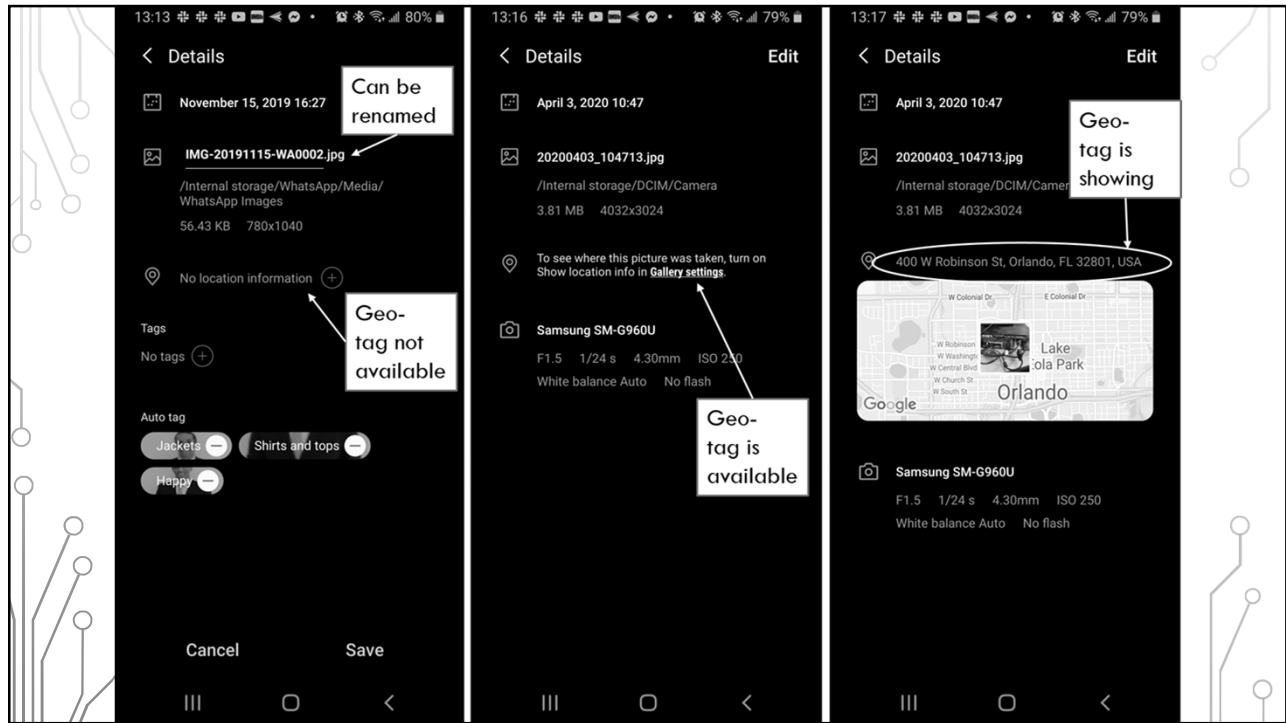 13:13
80%
Details
November 15, 2019 16:27
Can be
renamed
IMG-20191115-WA0002.jpg
/Internal storage/WhatsApp/Media/
WhatsApp Images
56.43 KB 780x1040
No location information
Geo-
tag not
available
Tags
No tags
Auto tag
Jackets
Shirts and tops
Happy
Cancel
Save
13:16
79%
Details
Edit
April 3, 2020 10:47
20200403_104713.jpg
/Internal storage/DCIM/Camera
3.81 MB 4032x3024
To see where this picture was taken, turn on
Show location info in Gallery settings.
Samsung SM-G960U
F1.5 1/24 s 4.30mm ISO 250
White balance Auto No flash
Geo-
tag is
available
13:17
79%
Details
Edit
April 3, 2020 10:47
Geo-
tag is
showing
20200403_104713.jpg
/Internal storage/DCIM/Camer
3.81 MB 4032x3024
400 W Robinson St, Orlando, FL 32801, USA
W Colonial Dr
E Colonial Dr
W Robinson
W Washingt
W Central Blvd
W Church St
W South St
Lake
Eola Park
Orlando
Google
Samsung SM-G960U
F1.5 1/24 s 4.30mm ISO 250
White balance Auto No flash